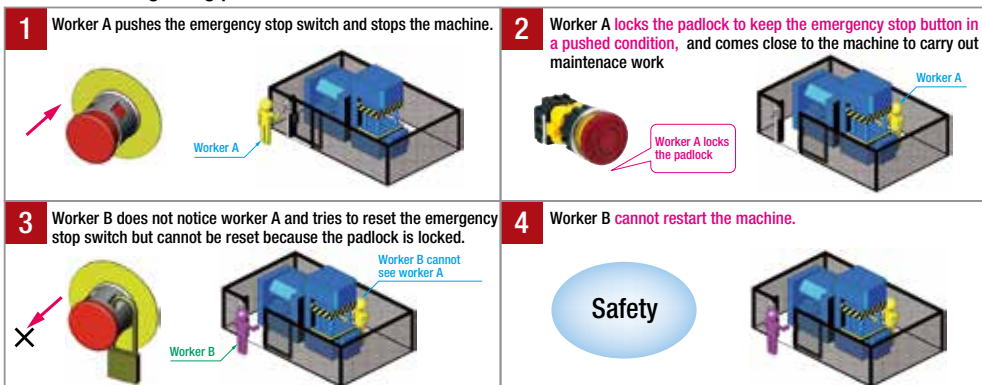 1
Worker A pushes the emergency stop switch and stops the machine.
Worker A
2
Worker A locks the padlock to keep the emergency stop button in
a pushed condition, and comes close to the machine to carry out
maintenace work
Worker A
Worker A locks
the padlock
3
Worker B does not notice worker A and tries to reset the emergency
stop switch but cannot be reset because the padlock is locked.
Worker B cannot
see worker A
Worker B
4
Worker B cannot restart the machine.
Safety